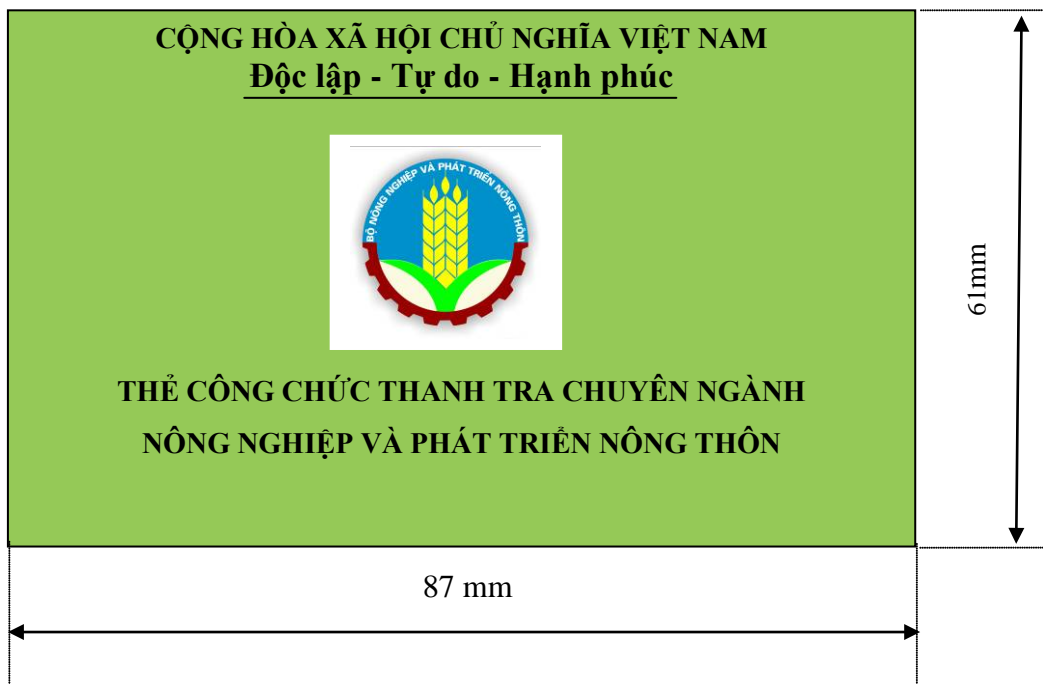 CỘNG HÒA XÃ HỘI CHỦ NGHĨA VIỆT NAM
Độc lập - Tự do - Hạnh phúc
BỘ NÔNG NGHIỆP VÀ PHÁT TRIỂN NÔNG THÔN
THẺ CÔNG CHỨC THANH TRA CHUYÊN NGÀNH
NÔNG NGHIỆP VÀ PHÁT TRIỂN NÔNG THÔN
61mm
87 mm